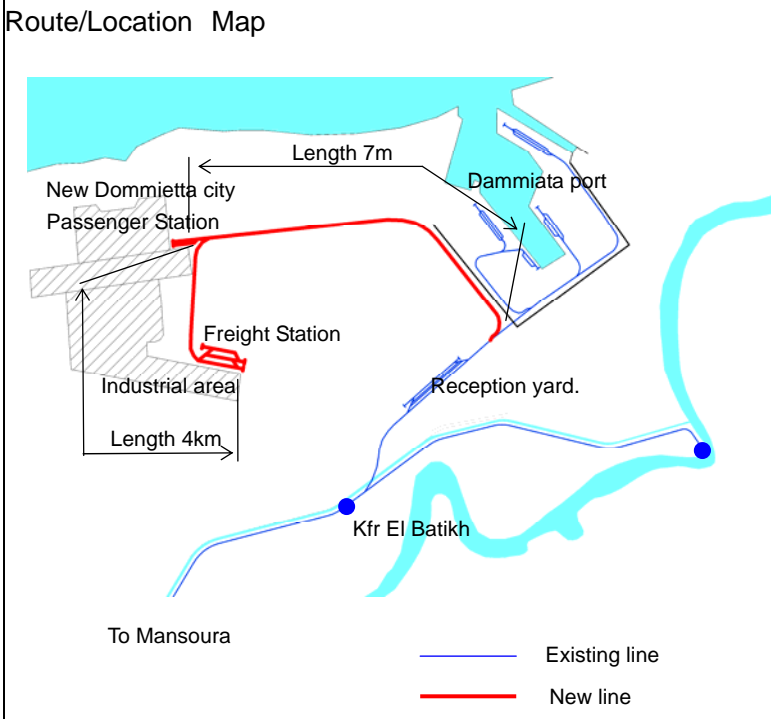 Route/Location Map
Length 7m
Dammiata port
New Dommietta city
Passenger Station
Freight Station
Industrial area
Reception yard.
Length 4km
Kfr El Batikh
To Mansoura
Existing line
New line